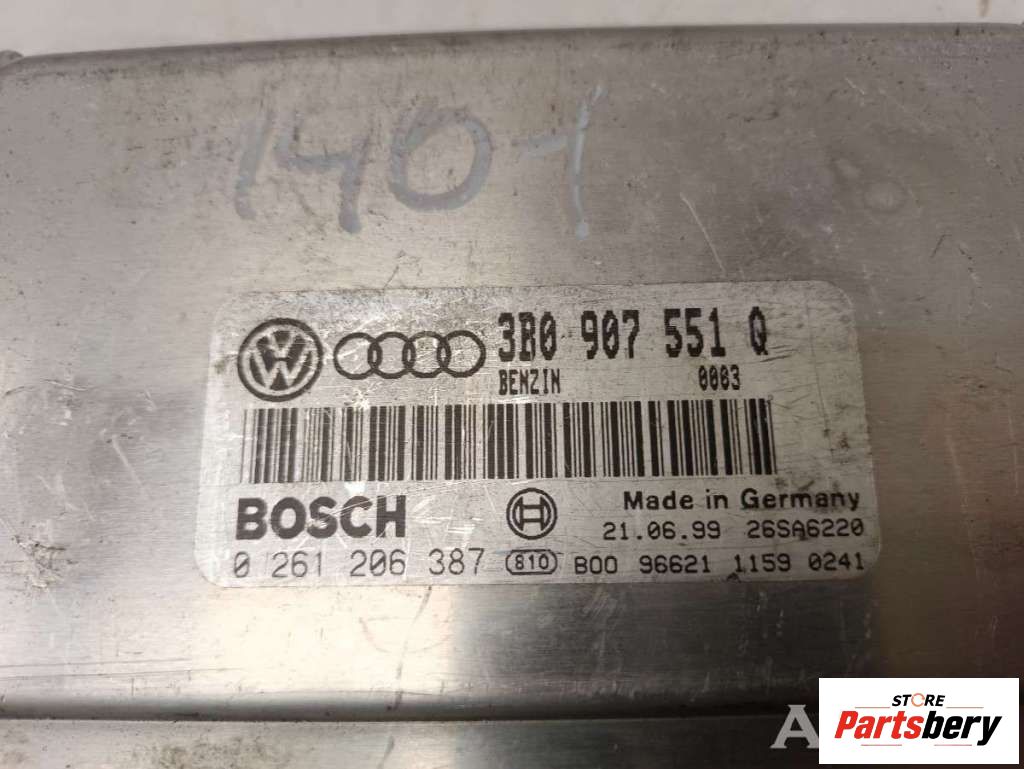 1401
3B0 907 551 Q
BENZIN 0003
BOSCH
Made in Germany
21.06.99 26SA6220
0 261 206 387 810 B00 96621 1159 0241
STORE
Partsbery